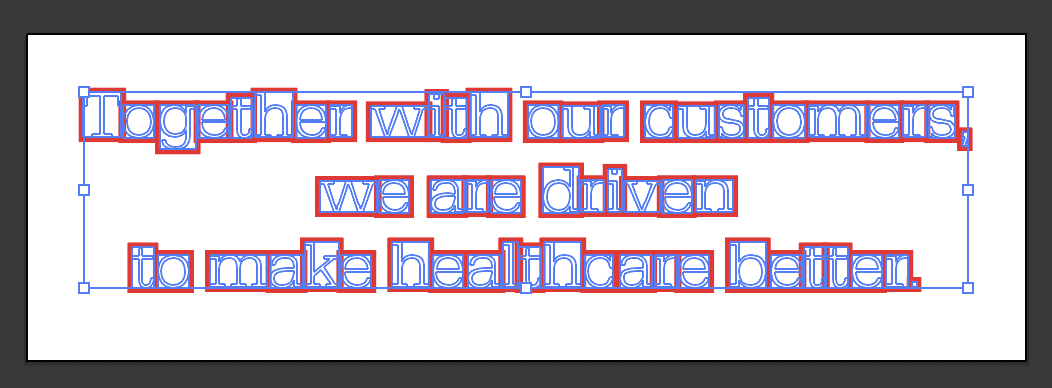 Together with our customers,
we are driven
to make healthcare better.